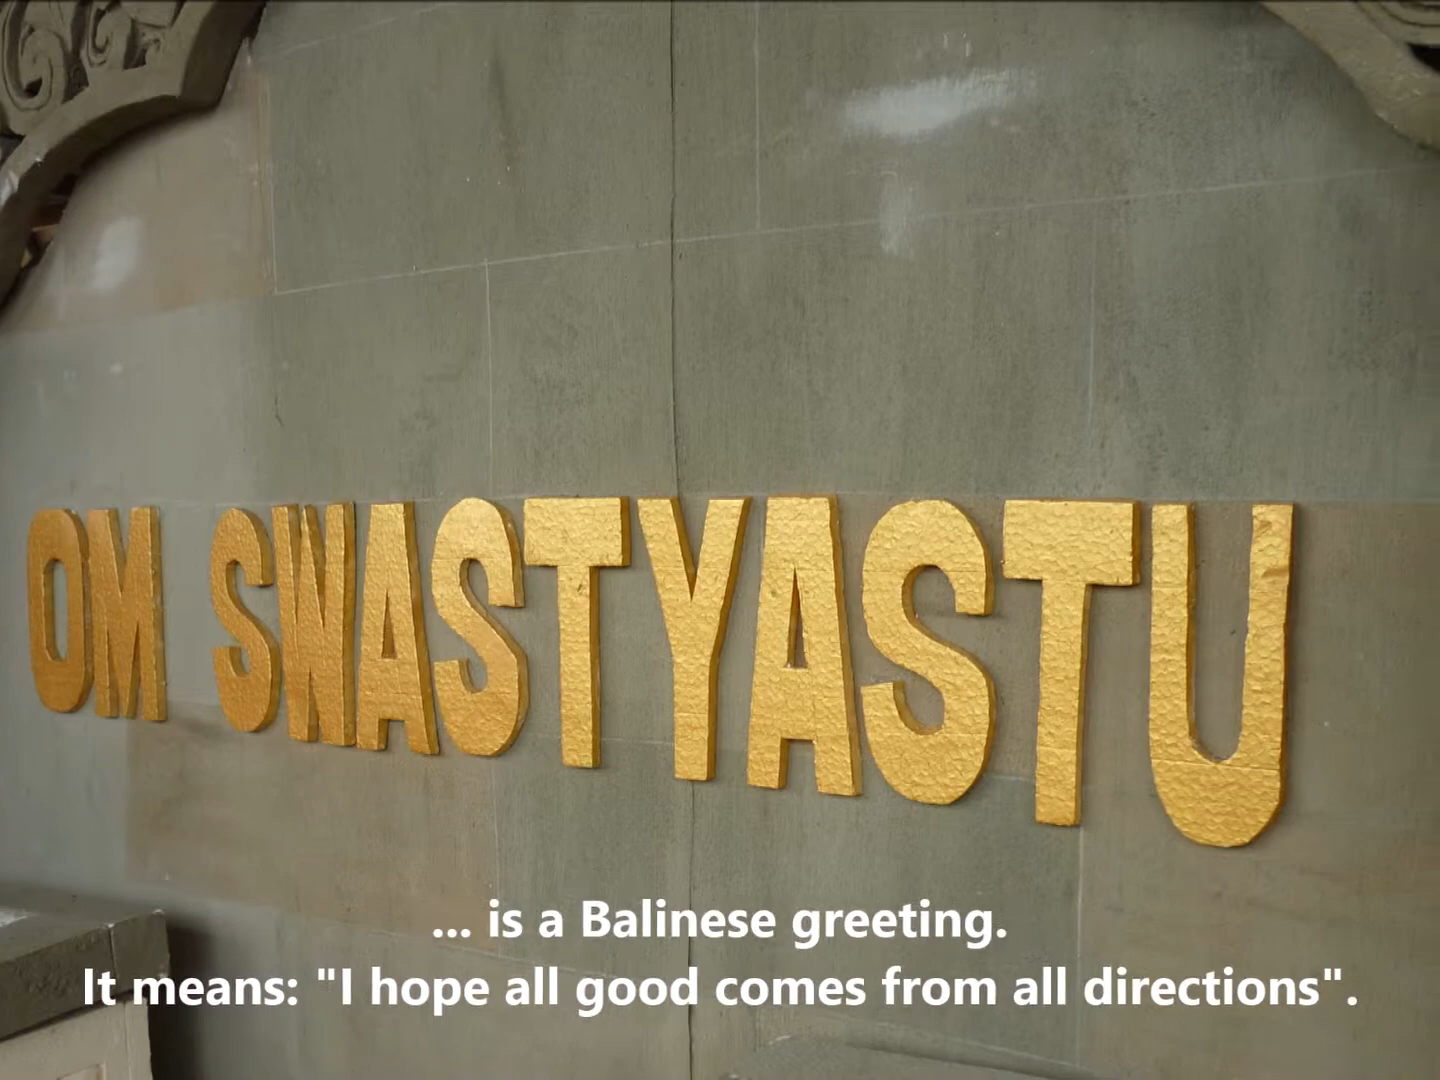 OM SWASTYASTU
... is a Balinese greeting.
It means: "I hope all good comes from all directions".